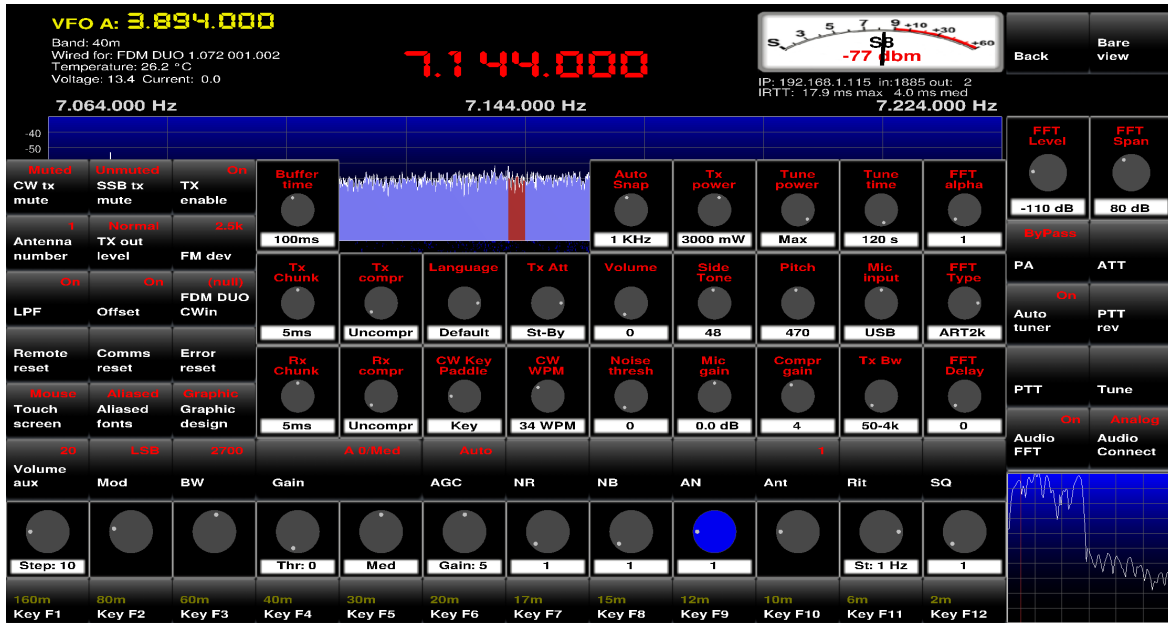 VFO A: 3.894.000
Band: 40m
Wired for: FDM DUO 1.072 001.002
Temperature: 26.2 °C
Voltage: 13.4 Current: 0.0
7.144.000
S 3 5 7 9 +10 +30 +60
S8
-77 dbm
IP: 192.168.1.115 in:1885 out: 2
IRTT: 17.9 ms max 4.0 ms med
Back
Bare view
7.064.000 Hz 7.144.000 Hz 7.224.000 Hz
-40
-50
FFT Level
-110 dB
FFT Span
80 dB
Muted
CW tx mute
Unmuted
SSB tx mute
On
TX enable
Buffer time
100ms
Auto Snap
1 KHz
Tx power
3000 mW
Tune power
Max
Tune time
120 s
FFT alpha
1
1
Antenna number
Normal
TX out level
2.5k
FM dev
ByPass
PA
ATT
On
LPF
On
Offset
(null)
FDM DUO CWin
Tx Chunk
5ms
Tx compr
Uncompr
Language
Default
Tx Att
St-By
Volume
0
Side Tone
48
Pitch
470
Mic input
USB
FFT Type
ART2k
On
Auto tuner
PTT rev
Remote reset
Comms reset
Error reset
Rx Chunk
5ms
Rx compr
Uncompr
CW Key Paddle
Key
CW WPM
34 WPM
Noise thresh
0
Mic gain
0.0 dB
Compr gain
4
Tx Bw
50-4k
FFT Delay
0
PTT
Tune
Mouse
Touch screen
Aliased
Aliased fonts
Graphic
Graphic design
On
Audio FFT
Analog
Audio Connect
20
Volume aux
LSB
Mod
2700
BW
Gain
Auto
AGC
NR
NB
AN
1
Ant
Rit
SQ
Step: 10
Thr: 0
Med
Gain: 5
1
1
1
St: 1 Hz
1
160m
Key F1
80m
Key F2
60m
Key F3
40m
Key F4
30m
Key F5
20m
Key F6
17m
Key F7
15m
Key F8
12m
Key F9
10m
Key F10
6m
Key F11
2m
Key F12